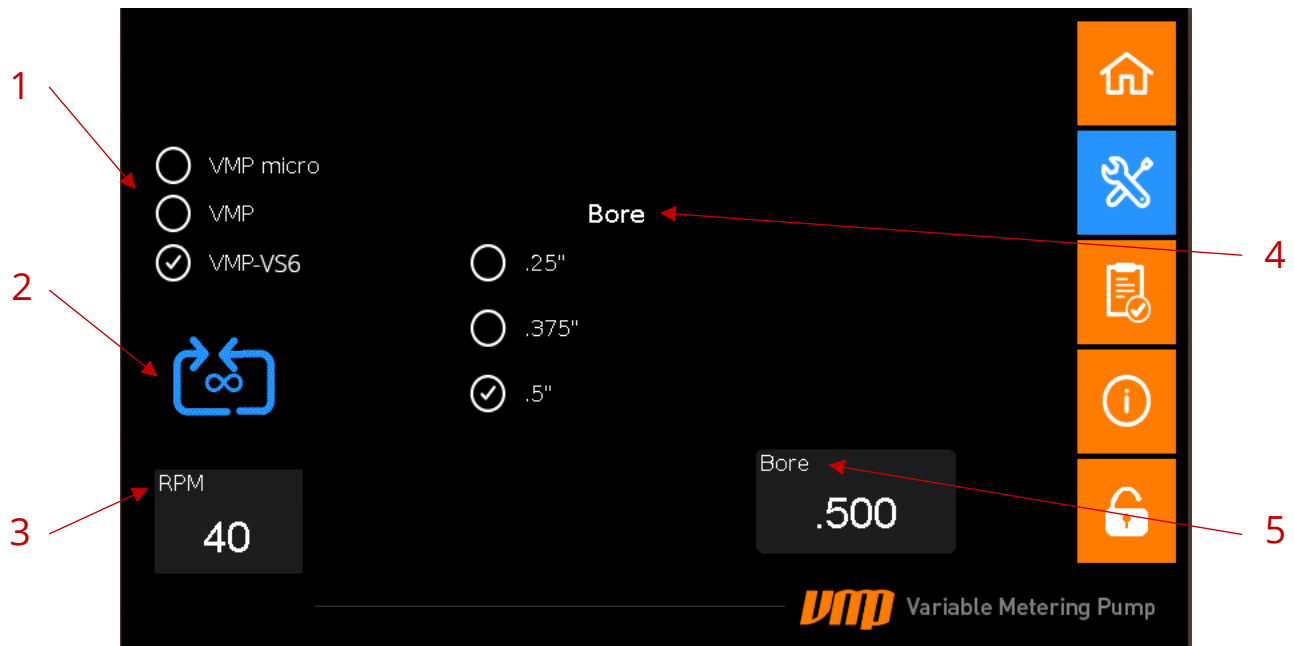 1
VMP micro
VMP
VMP-VS6
Bore
4
.25"
2
.375"
∞
.5"
Bore
RPM
.500
3
40
5
vmp Variable Metering Pump